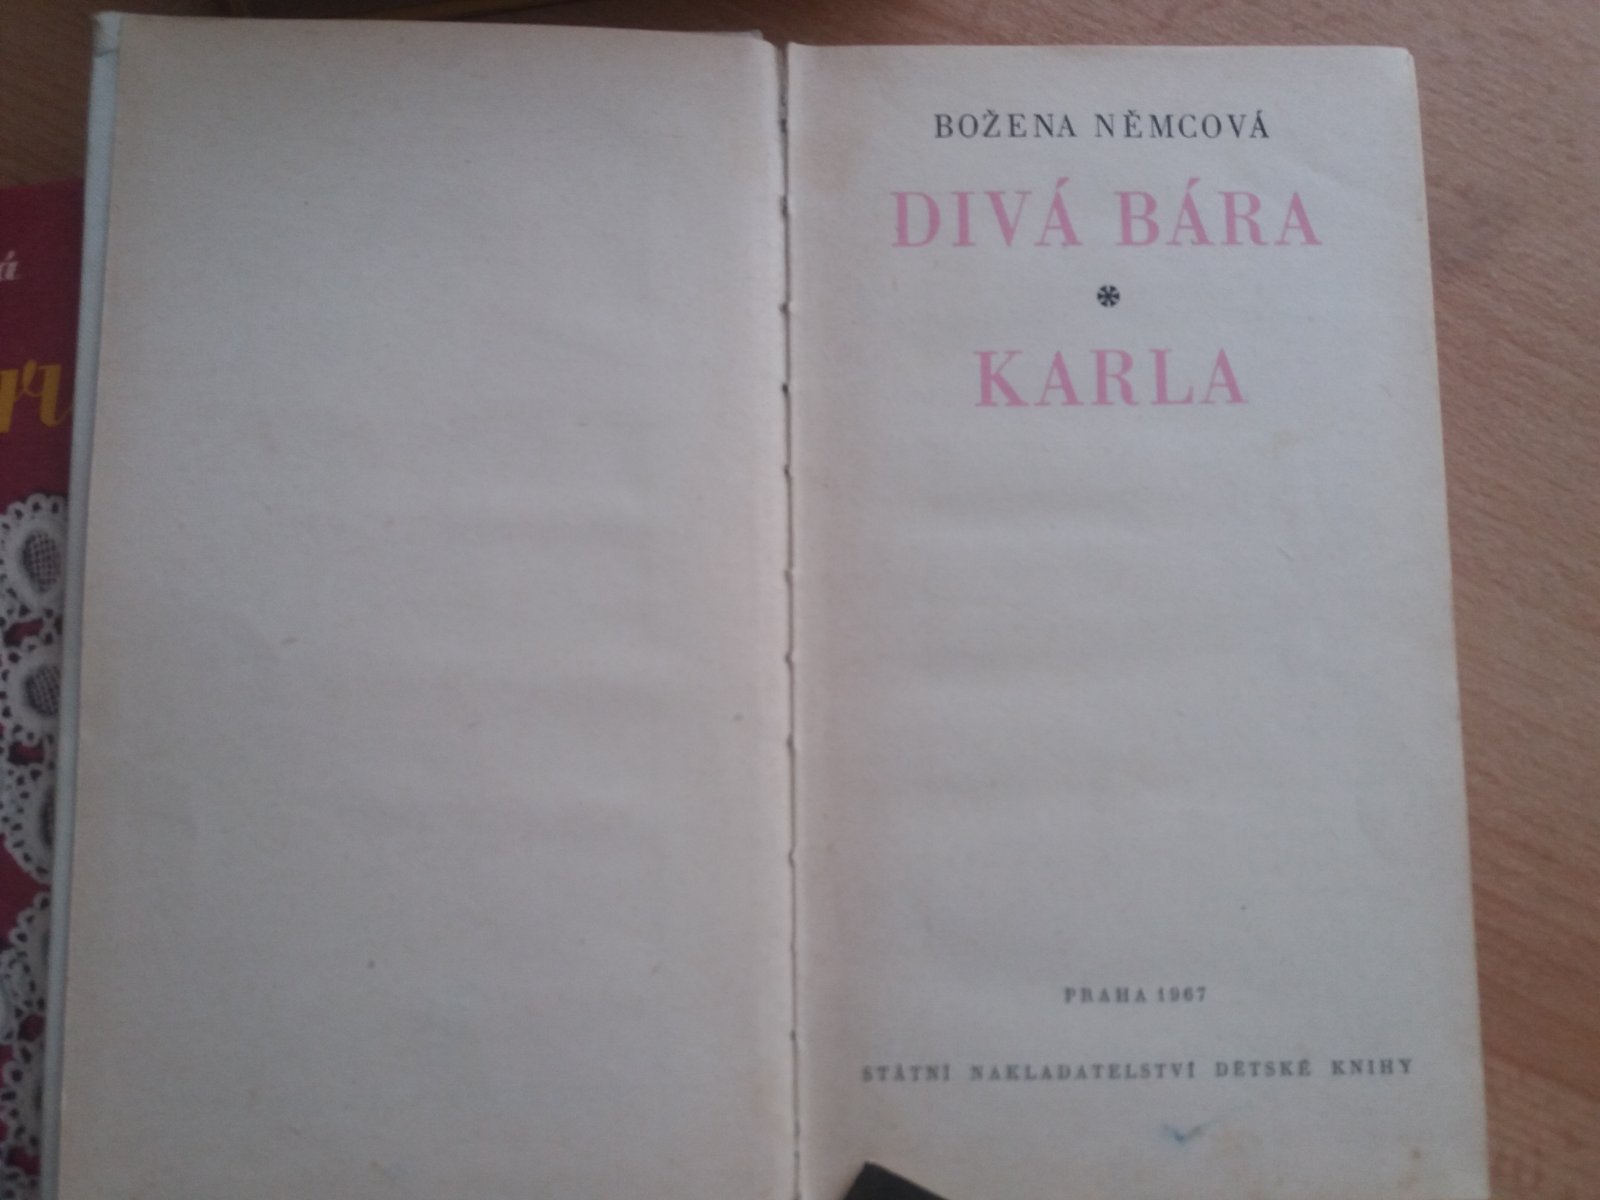 BOŽENA NĚMCOVÁ
DIVÁ BÁRA
*
KARLA
PRAHA 1967
STÁTNÍ NAKLADATELSTVÍ DĚTSKÉ KNIHY